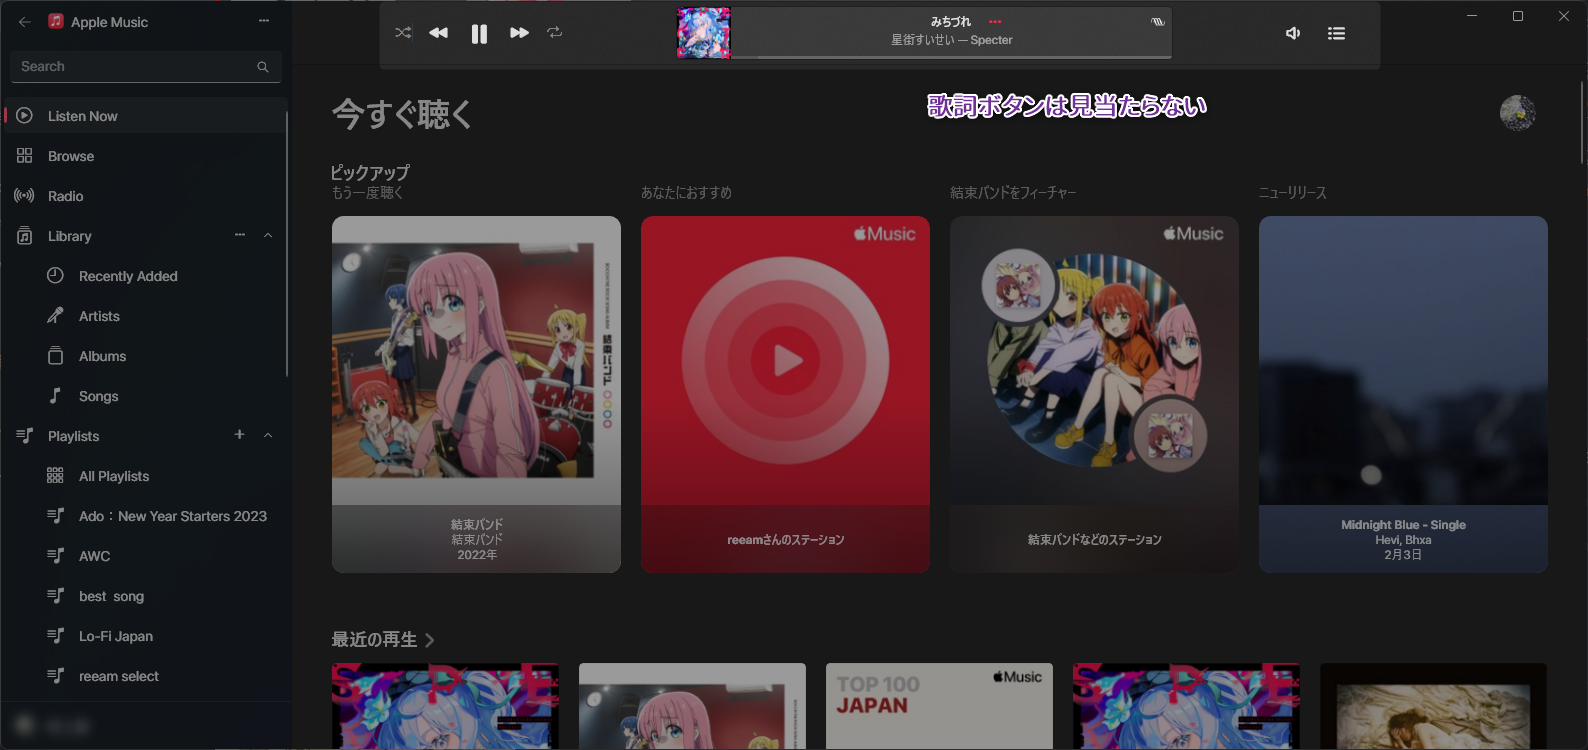 Apple Music
Search
Listen Now
Browse
Radio
Library
Recently Added
Artists
Albums
Songs
Playlists
All Playlists
Ado：New Year Starters 2023
AWC
best song
Lo-Fi Japan
reeam select
みちづれ
星街すいせい — Specter
歌詞ボタンは見当たらない
今すぐ聴く
ピックアップ
もう一度聴く
結束バンド
結束バンド
結束バンド
2022年
あなたにおすすめ
Music
reeamさんのステーション
結束バンドをフィーチャー
Music
結束バンドなどのステーション
ニューリリース
Midnight Blue - Single
Hevi, Bhxa
2月3日
最近の再生
Music
TOP 100
JAPAN